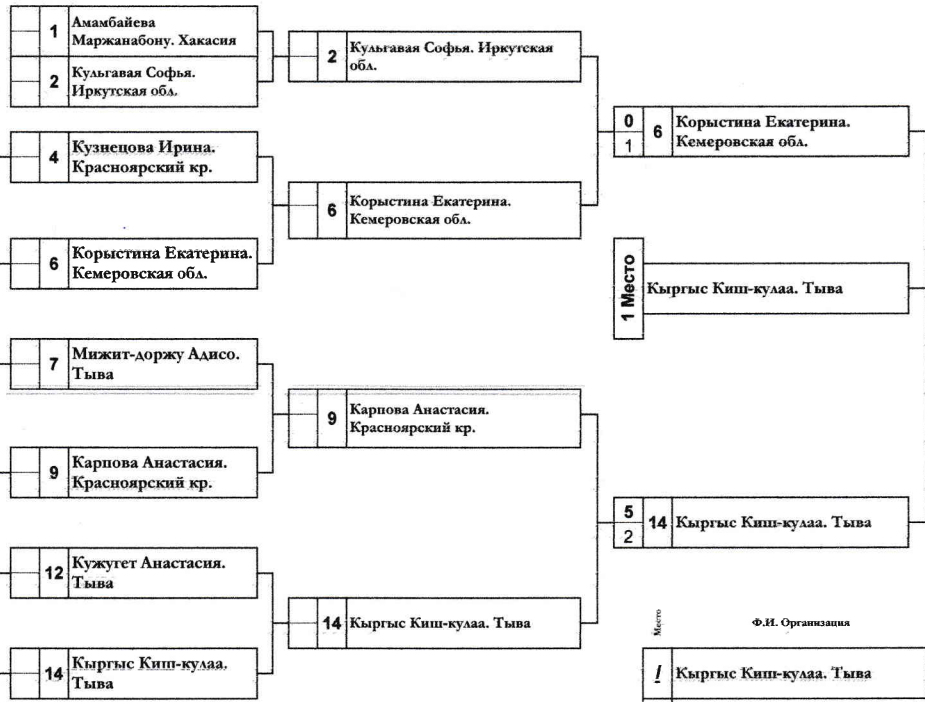 1
Амамбайева
Маржанабону. Хакасия
2
Кульгавая Софья.
Иркутская обл.
4
Кузнецова Ирина.
Красноярский кр.
6
Корыстина Екатерина.
Кемеровская обл.
7
Мижит-доржу Адисо.
Тыва
9
Карпова Анастасия.
Красноярский кр.
12
Кужугет Анастасия.
Тыва
14
Кыргыс Киш-кулаа.
Тыва
2
Кульгавая Софья. Иркутская
обл.
6
Корыстина Екатерина.
Кемеровская обл.
9
Карпова Анастасия.
Красноярский кр.
14
Кыргыс Киш-кулаа. Тыва
0
1
6
Корыстина Екатерина.
Кемеровская обл.
1 Место
Кыргыс Киш-кулаа. Тыва
5
2
14
Кыргыс Киш-кулаа. Тыва
Место
Ф.И. Организация
I
Кыргыс Киш-кулаа. Тыва